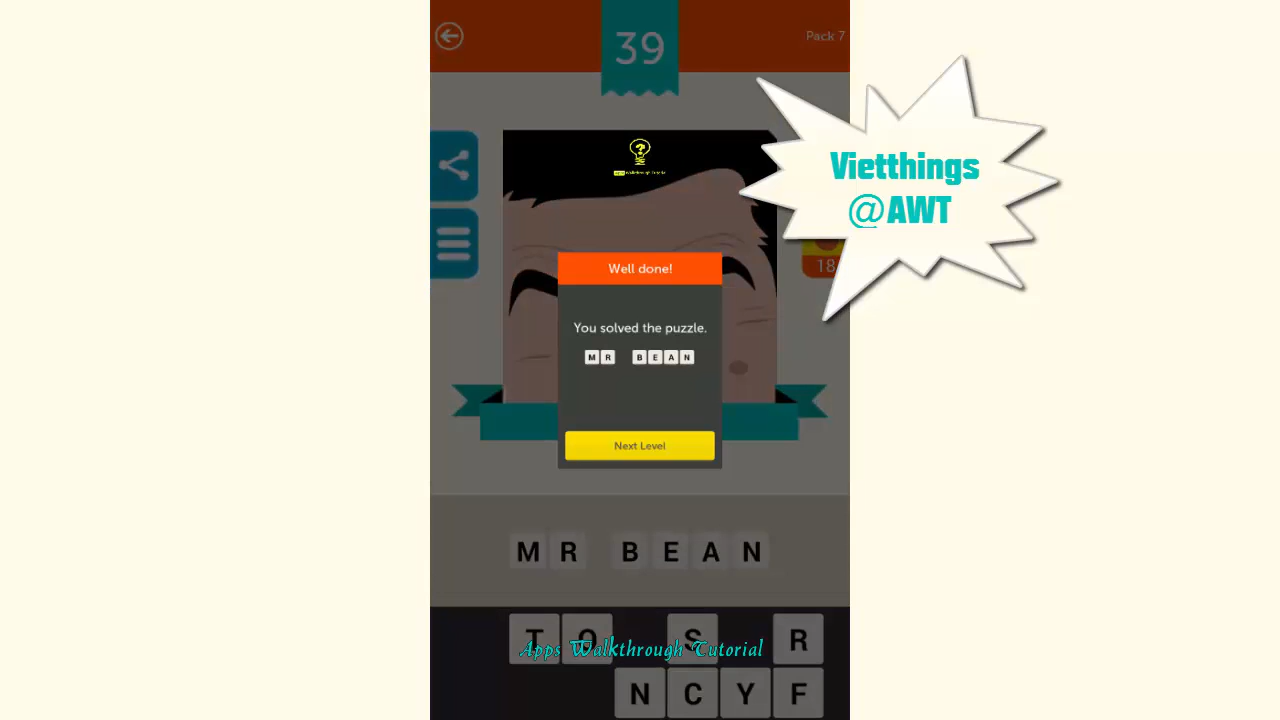 39
Pack 7
Vietthings
@AWT
18
Well done!
You solved the puzzle.
MR BEAN
Next Level
MR BEAN
T O S R
Apps Walkthrough Tutorial
N C Y F